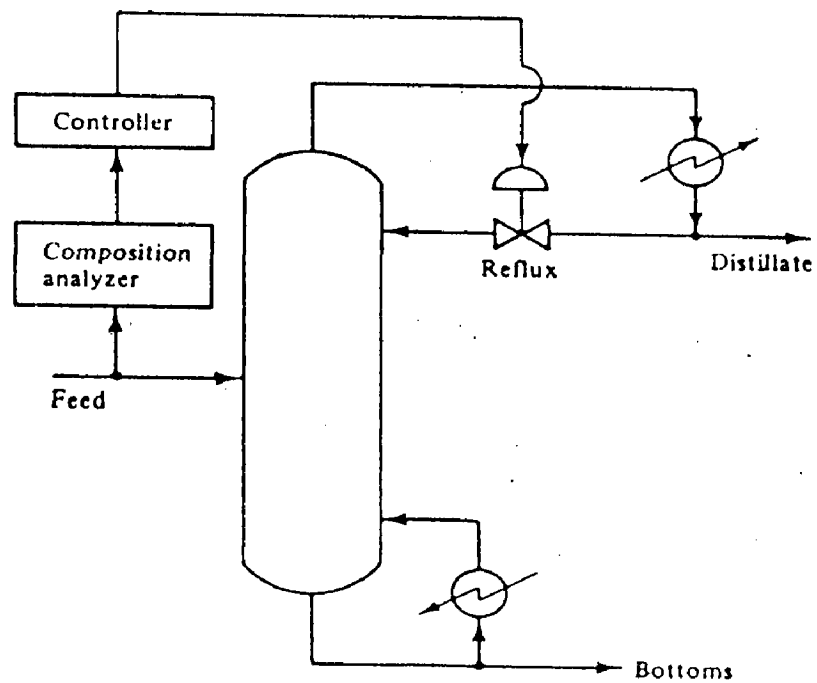 Controller
Composition
analyzer
Reflux
Distillate
Feed
Bottoms